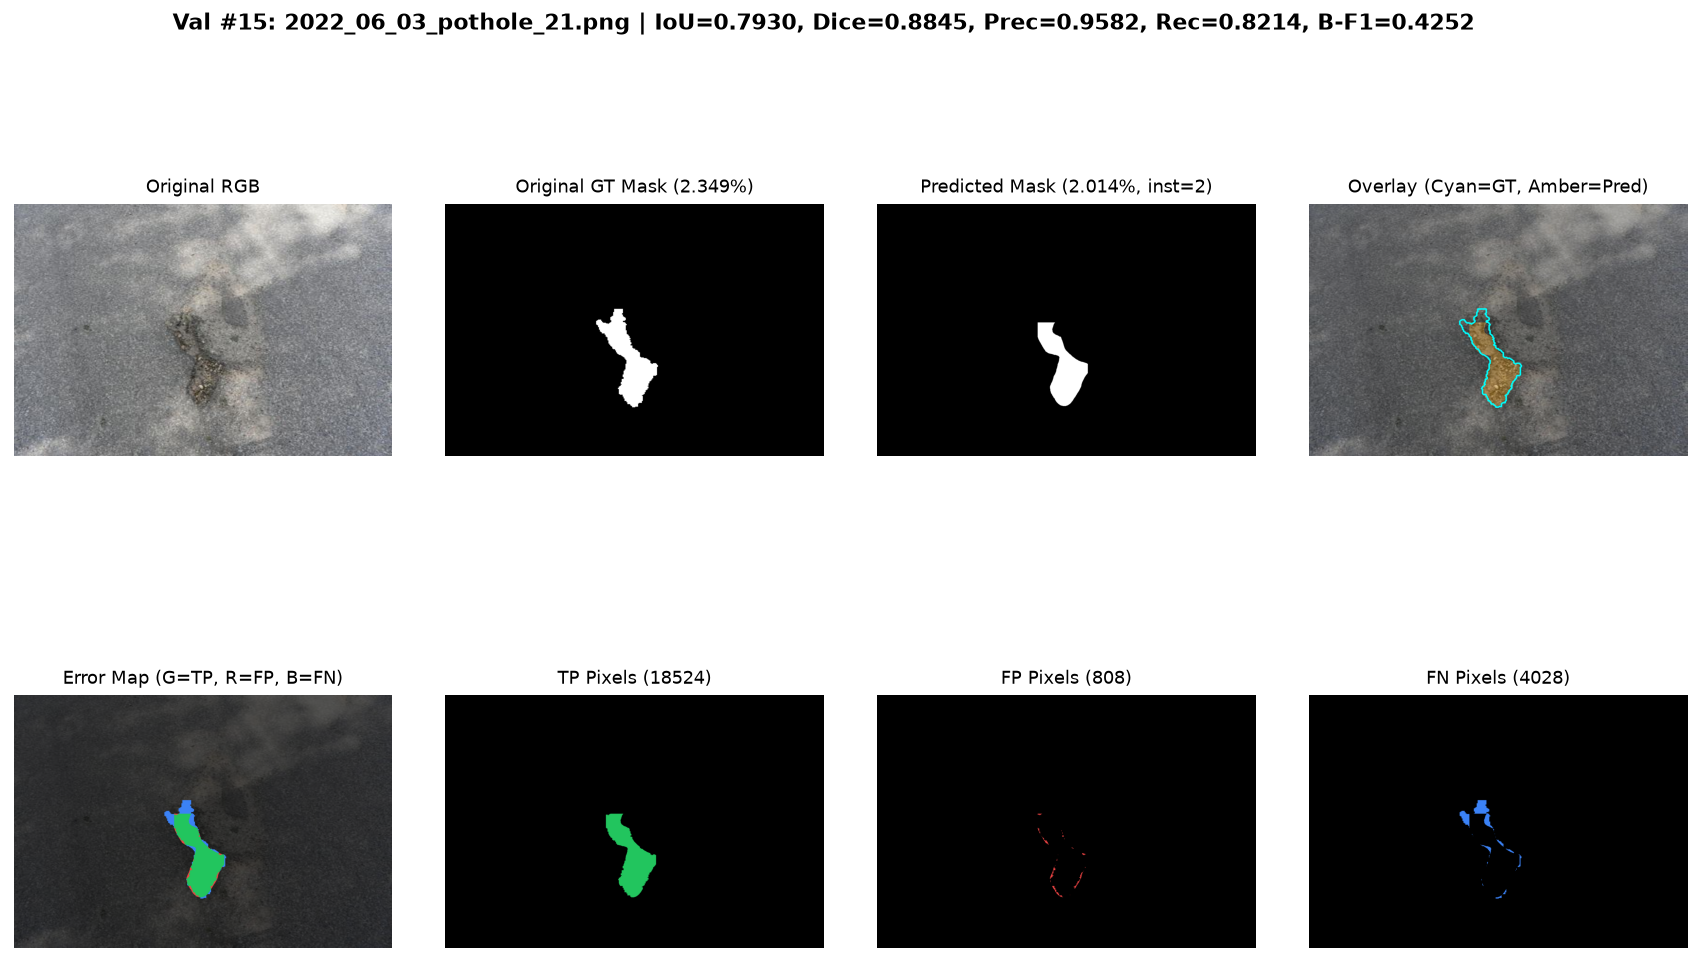 Val #15: 2022_06_03_pothole_21.png | IoU=0.7930, Dice=0.8845, Prec=0.9582, Rec=0.8214, B-F1=0.4252
Original RGB
Original GT Mask (2.349%)
Predicted Mask (2.014%, inst=2)
Overlay (Cyan=GT, Amber=Pred)
Error Map (G=TP, R=FP, B=FN)
TP Pixels (18524)
FP Pixels (808)
FN Pixels (4028)